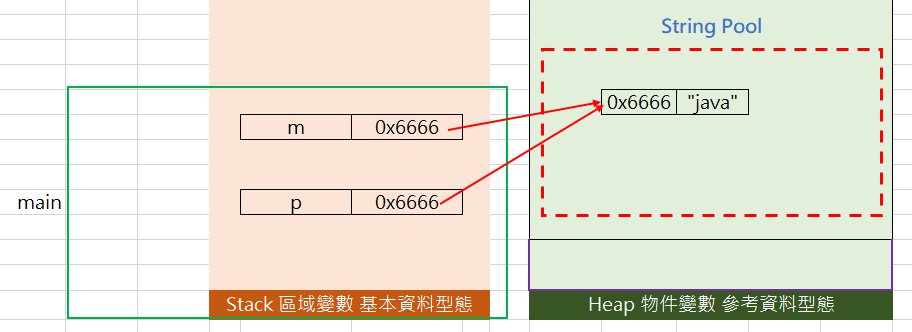 String Pool
0x6666 "java"
m 0x6666
main
p 0x6666
Stack 區域變數 基本資料型態
Heap 物件變數 參考資料型態